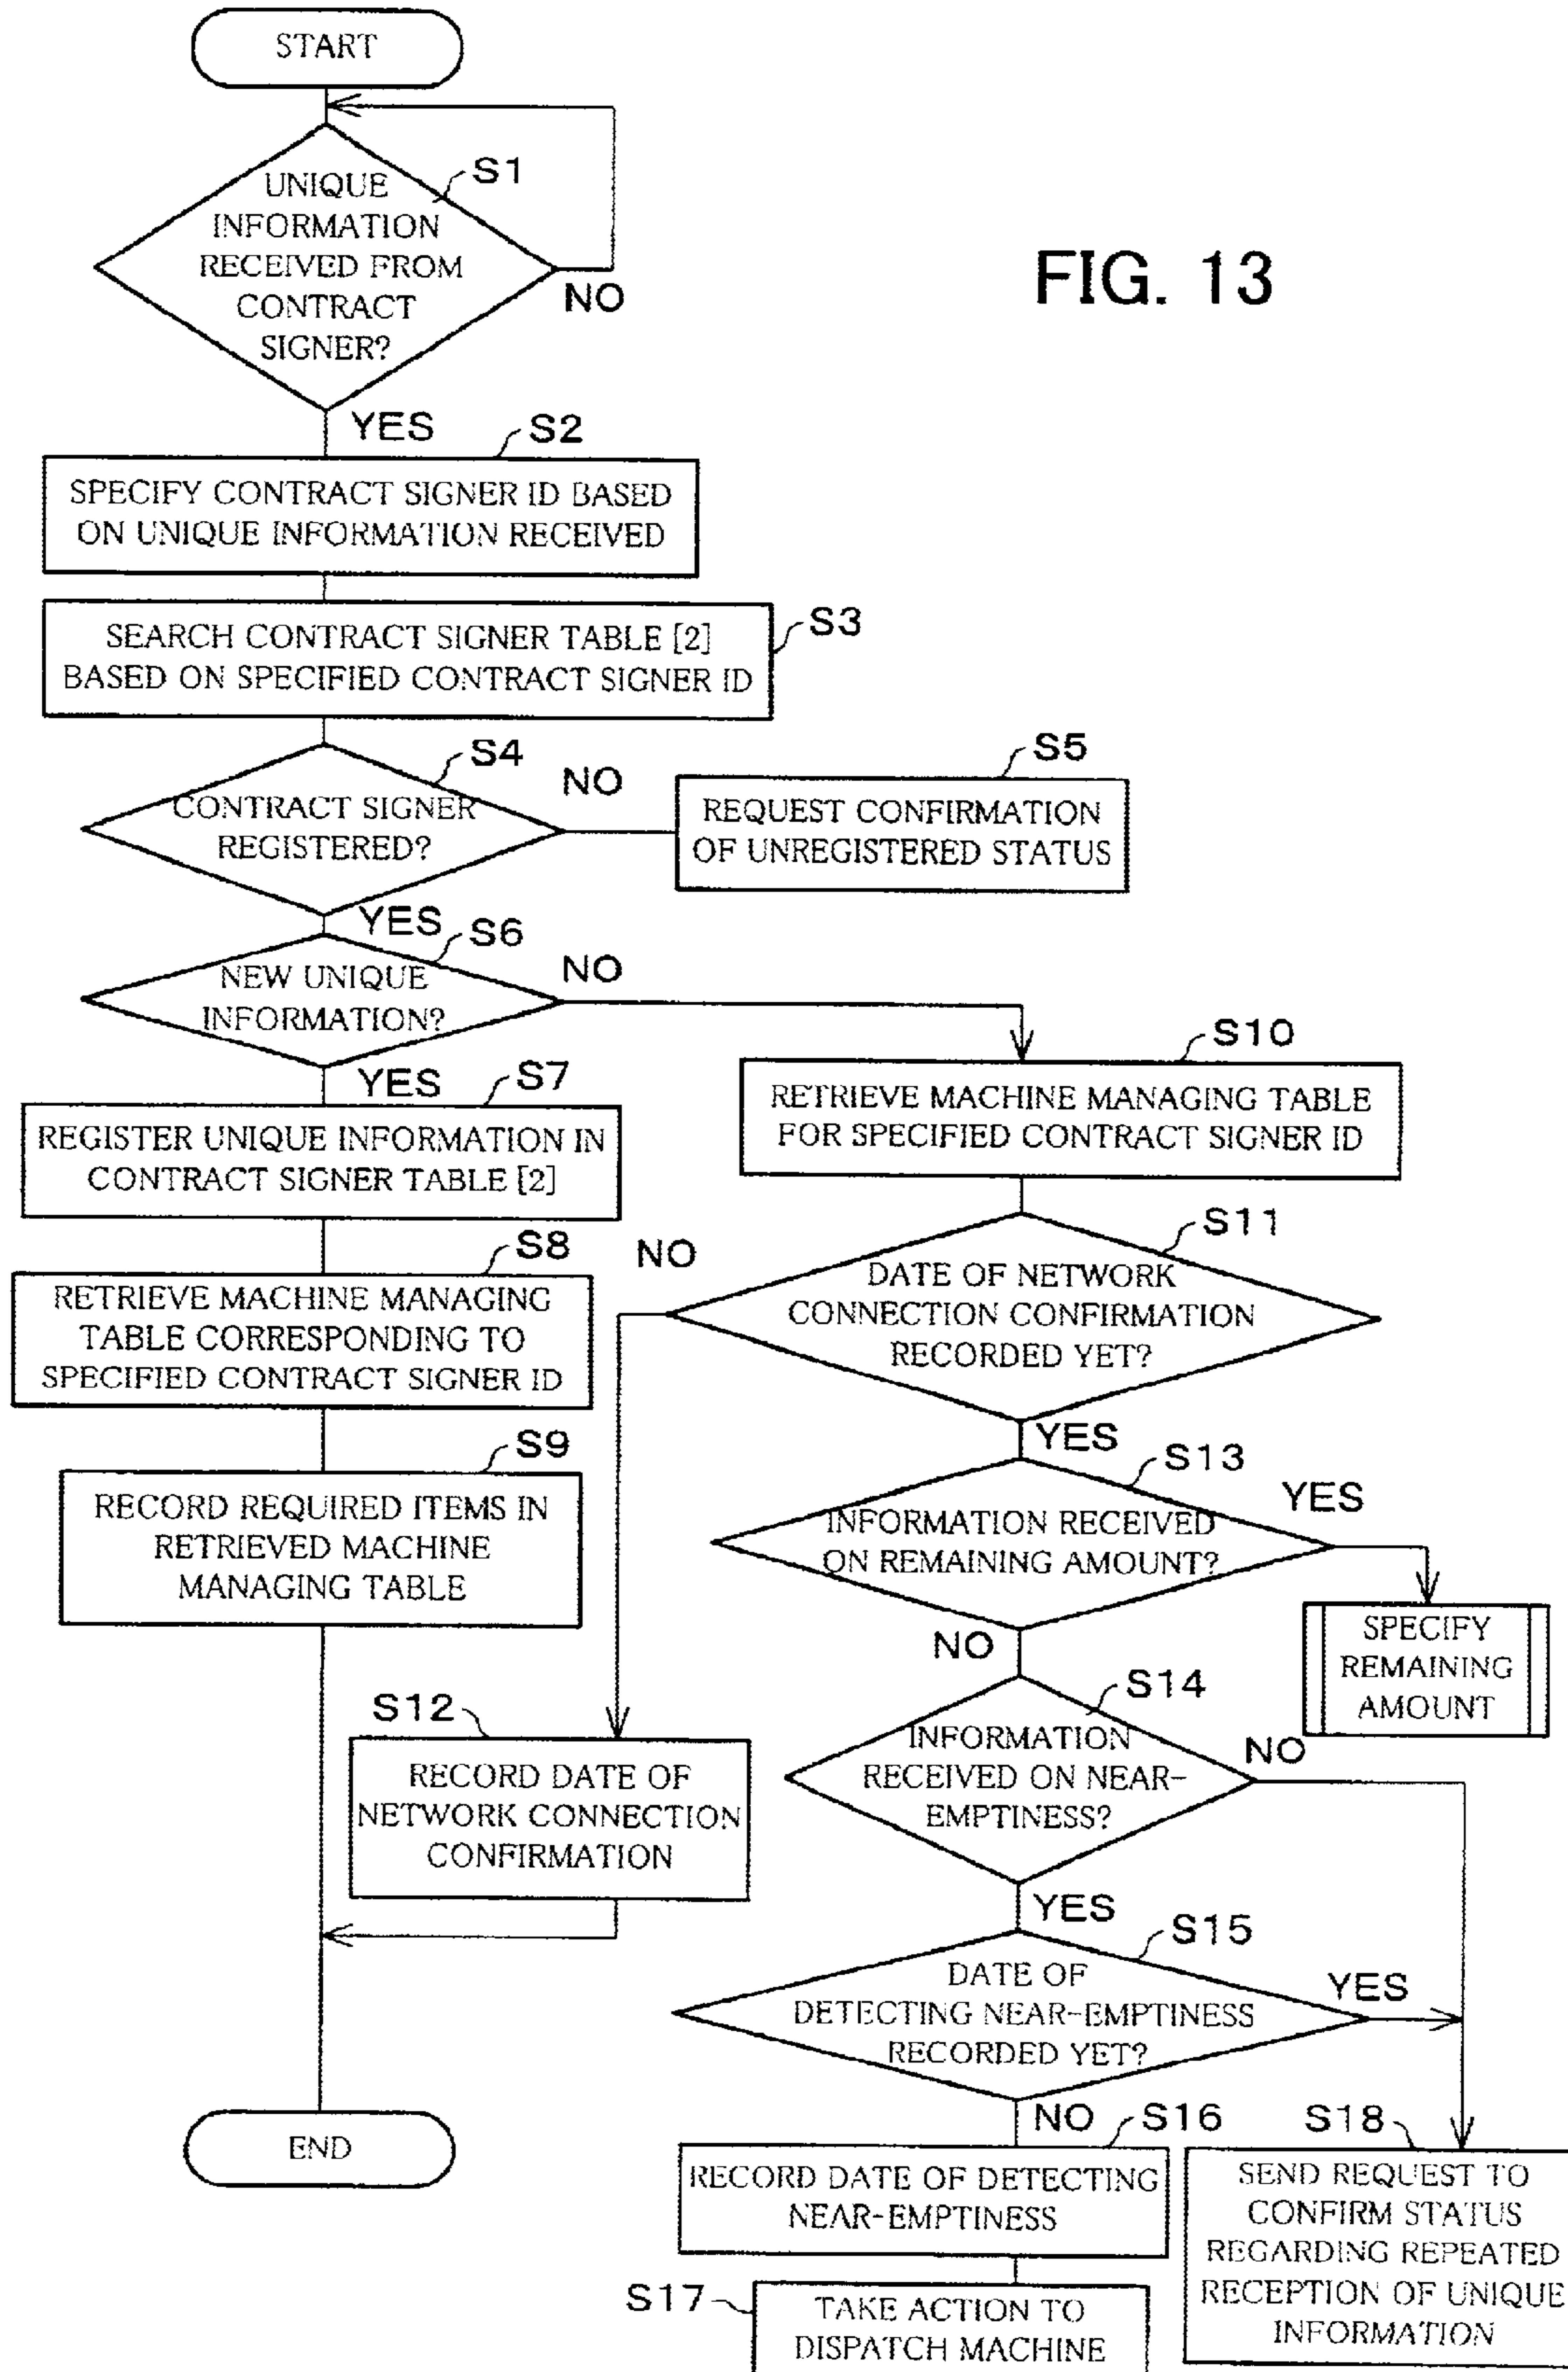 START
FIG. 13
S1
UNIQUE
INFORMATION
RECEIVED FROM
CONTRACT
SIGNER?
NO
YES
S2
SPECIFY CONTRACT SIGNER ID BASED
ON UNIQUE INFORMATION RECEIVED
S3
SEARCH CONTRACT SIGNER TABLE [2]
BASED ON SPECIFIED CONTRACT SIGNER ID
S4
CONTRACT SIGNER
REGISTERED?
NO
S5
REQUEST CONFIRMATION
OF UNREGISTERED STATUS
YES
S6
NEW UNIQUE
INFORMATION?
NO
YES
S7
REGISTER UNIQUE INFORMATION IN
CONTRACT SIGNER TABLE [2]
S8
RETRIEVE MACHINE MANAGING
TABLE CORRESPONDING TO
SPECIFIED CONTRACT SIGNER ID
S9
RECORD REQUIRED ITEMS IN
RETRIEVED MACHINE
MANAGING TABLE
S10
RETRIEVE MACHINE MANAGING TABLE
FOR SPECIFIED CONTRACT SIGNER ID
S11
DATE OF NETWORK
CONNECTION CONFIRMATION
RECORDED YET?
NO
YES
S12
RECORD DATE OF
NETWORK CONNECTION
CONFIRMATION
S13
INFORMATION RECEIVED
ON REMAINING AMOUNT?
YES
SPECIFY
REMAINING
AMOUNT
NO
S14
INFORMATION
RECEIVED ON NEAR-
EMPTINESS?
NO
YES
S15
DATE OF
DETECTING NEAR-EMPTINESS
RECORDED YET?
YES
NO
S16
RECORD DATE OF DETECTING
NEAR-EMPTINESS
S17
TAKE ACTION TO
DISPATCH MACHINE
S18
SEND REQUEST TO
CONFIRM STATUS
REGARDING REPEATED
RECEPTION OF UNIQUE
INFORMATION
END